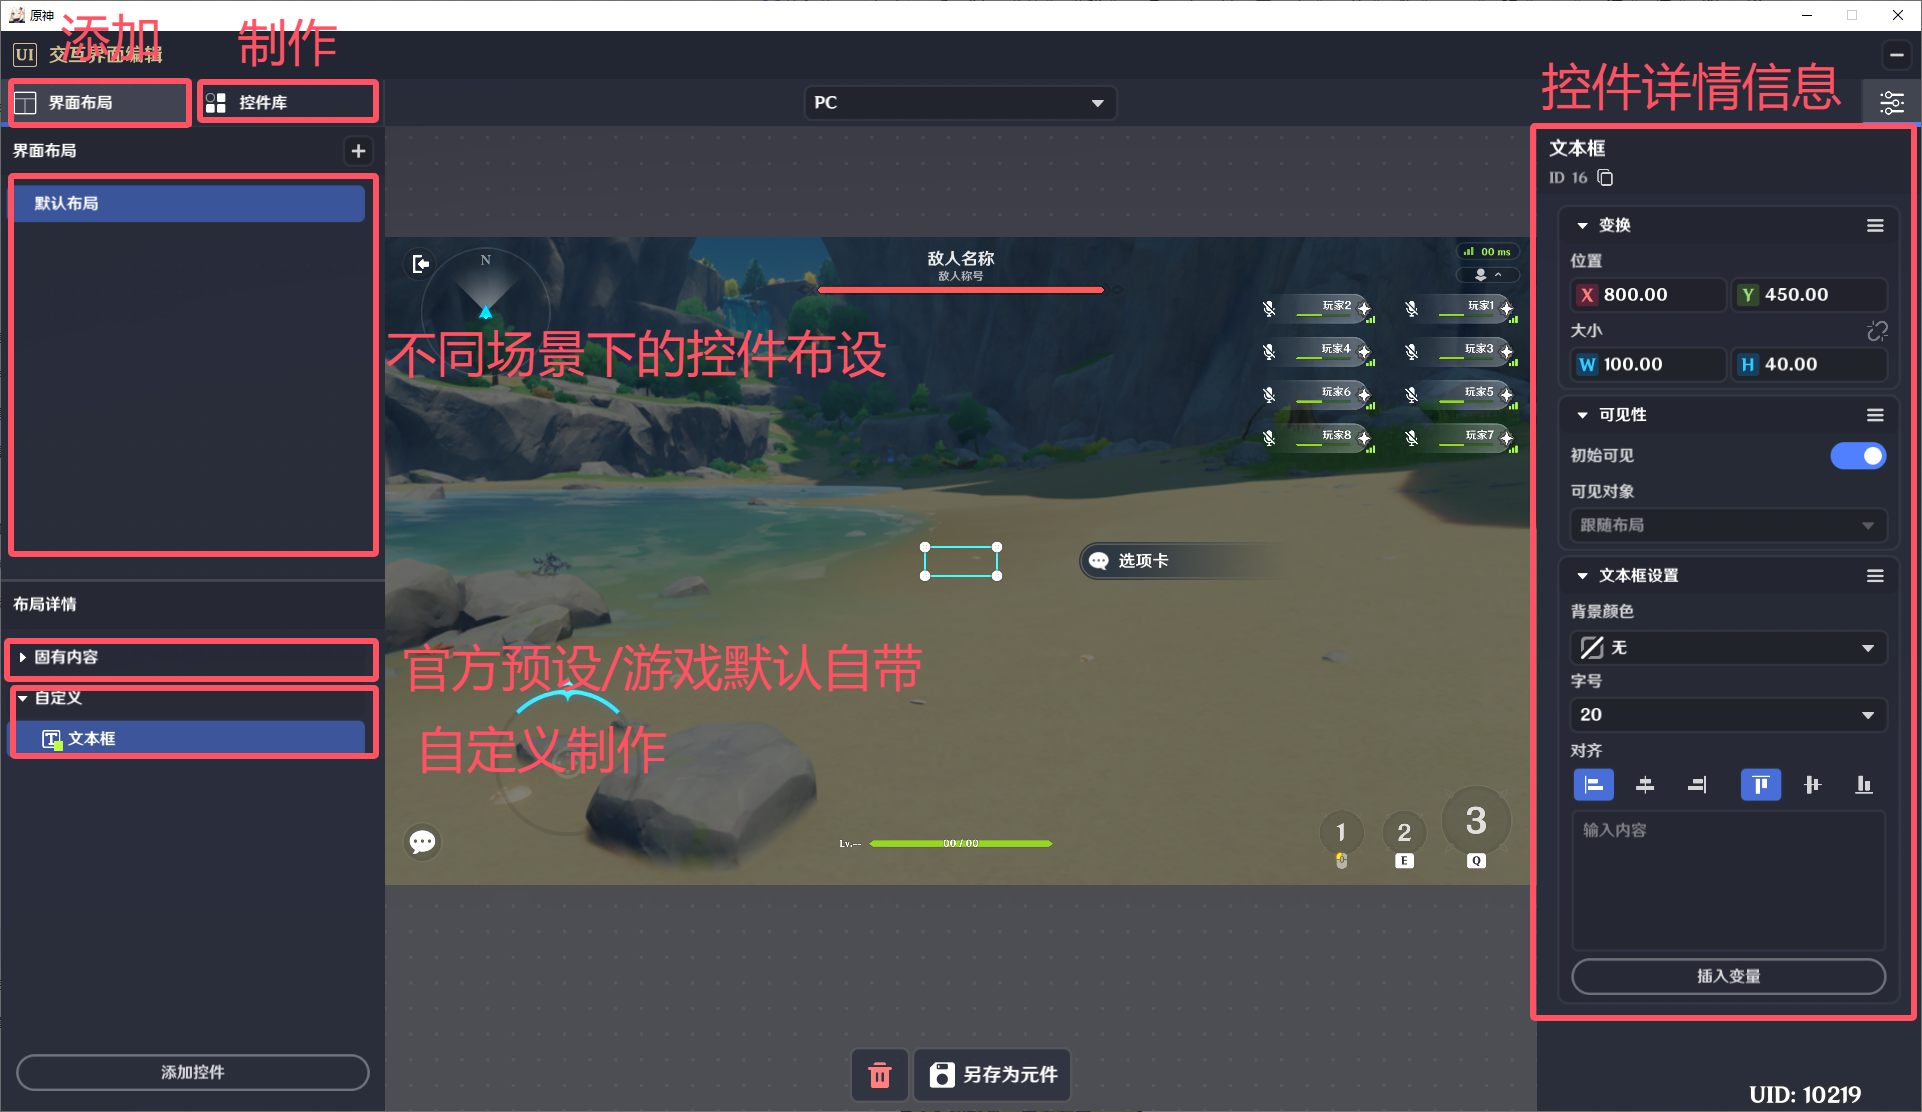 原神
添加
制作
UI 交互界面编辑
控件详情信息
界面布局
控件库
PC
界面布局
默认布局
布局详情
固有内容
自定义
文本框
添加控件
N
敌人名称
敌人称号
00 ms
玩家2
玩家1
玩家4
玩家3
玩家6
玩家5
玩家8
玩家7
不同场景下的控件布设
选项卡
官方预设/游戏默认自带
自定义制作
Lv.--
00 / 00
1
2
E
3
Q
另存为元件
文本框
ID 16
变换
位置
X 800.00
Y 450.00
大小
W 100.00
H 40.00
可见性
初始可见
可见对象
跟随布局
文本框设置
背景颜色
无
字号
20
对齐
输入内容
插入变量
UID: 10219